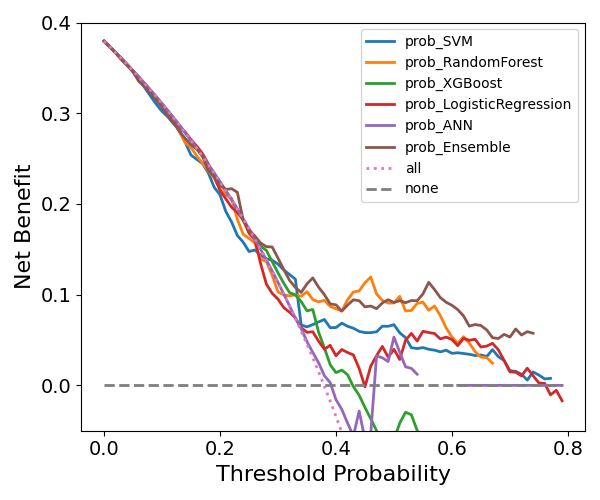 0.4
0.3
0.2
0.1
0.0
Net Benefit
prob_SVM
prob_RandomForest
prob_XGBoost
prob_LogisticRegression
prob_ANN
prob_Ensemble
all
none
0.0 0.2 0.4 0.6 0.8
Threshold Probability